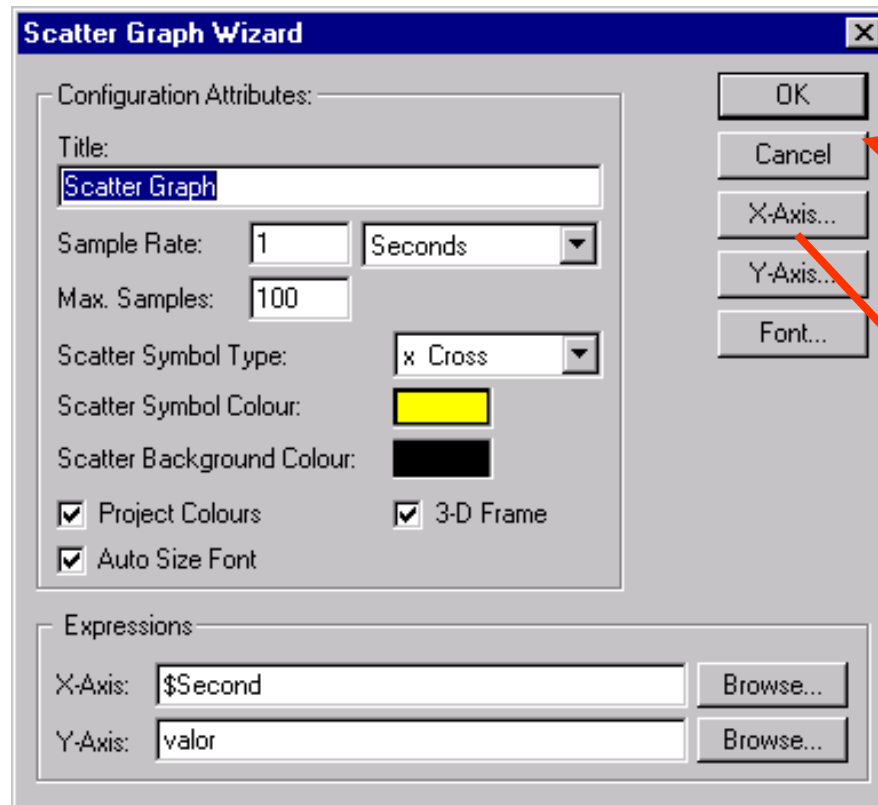 Scatter Graph Wizard
Configuration Attributes:
Title:
Scatter Graph
Sample Rate: 1 Seconds
Max. Samples: 100
Scatter Symbol Type: x Cross
Scatter Symbol Colour:
Scatter Background Colour:
Project Colours 3-D Frame
Auto Size Font
OK
Cancel
X-Axis...
Y-Axis...
Font...
Expressions
X-Axis: $Second Browse...
Y-Axis: valor Browse...